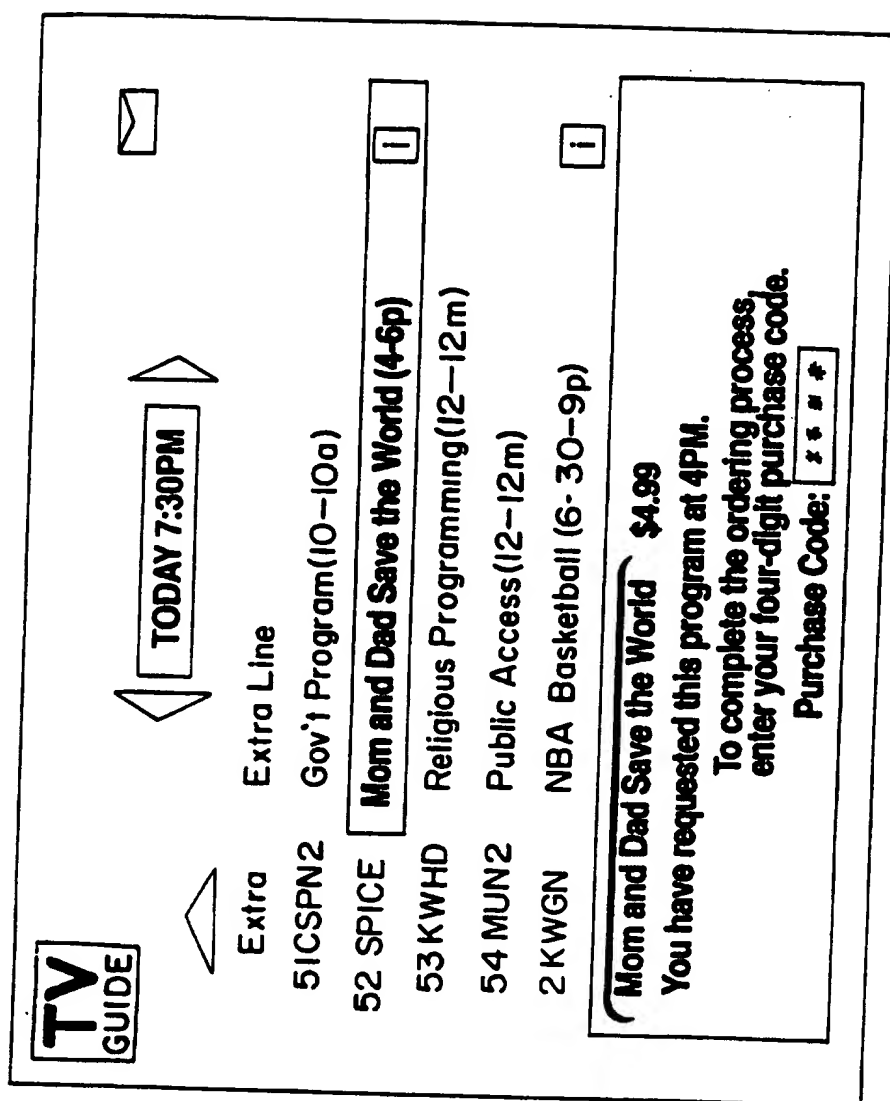 TV
GUIDE
TODAY 7:30PM
Extra Extra Line
51CSPN2 Gov't Program(10-10a)
52 SPICE Mom and Dad Save the World (4-6p) i
53 KWHD Religious Programming(12-12m)
54 MUN2 Public Access(12-12m)
2 KWGN NBA Basketball (6-30-9p) i
Mom and Dad Save the World $4.99
You have requested this program at 4PM.
To complete the ordering process,
enter your four-digit purchase code.
Purchase Code: ****